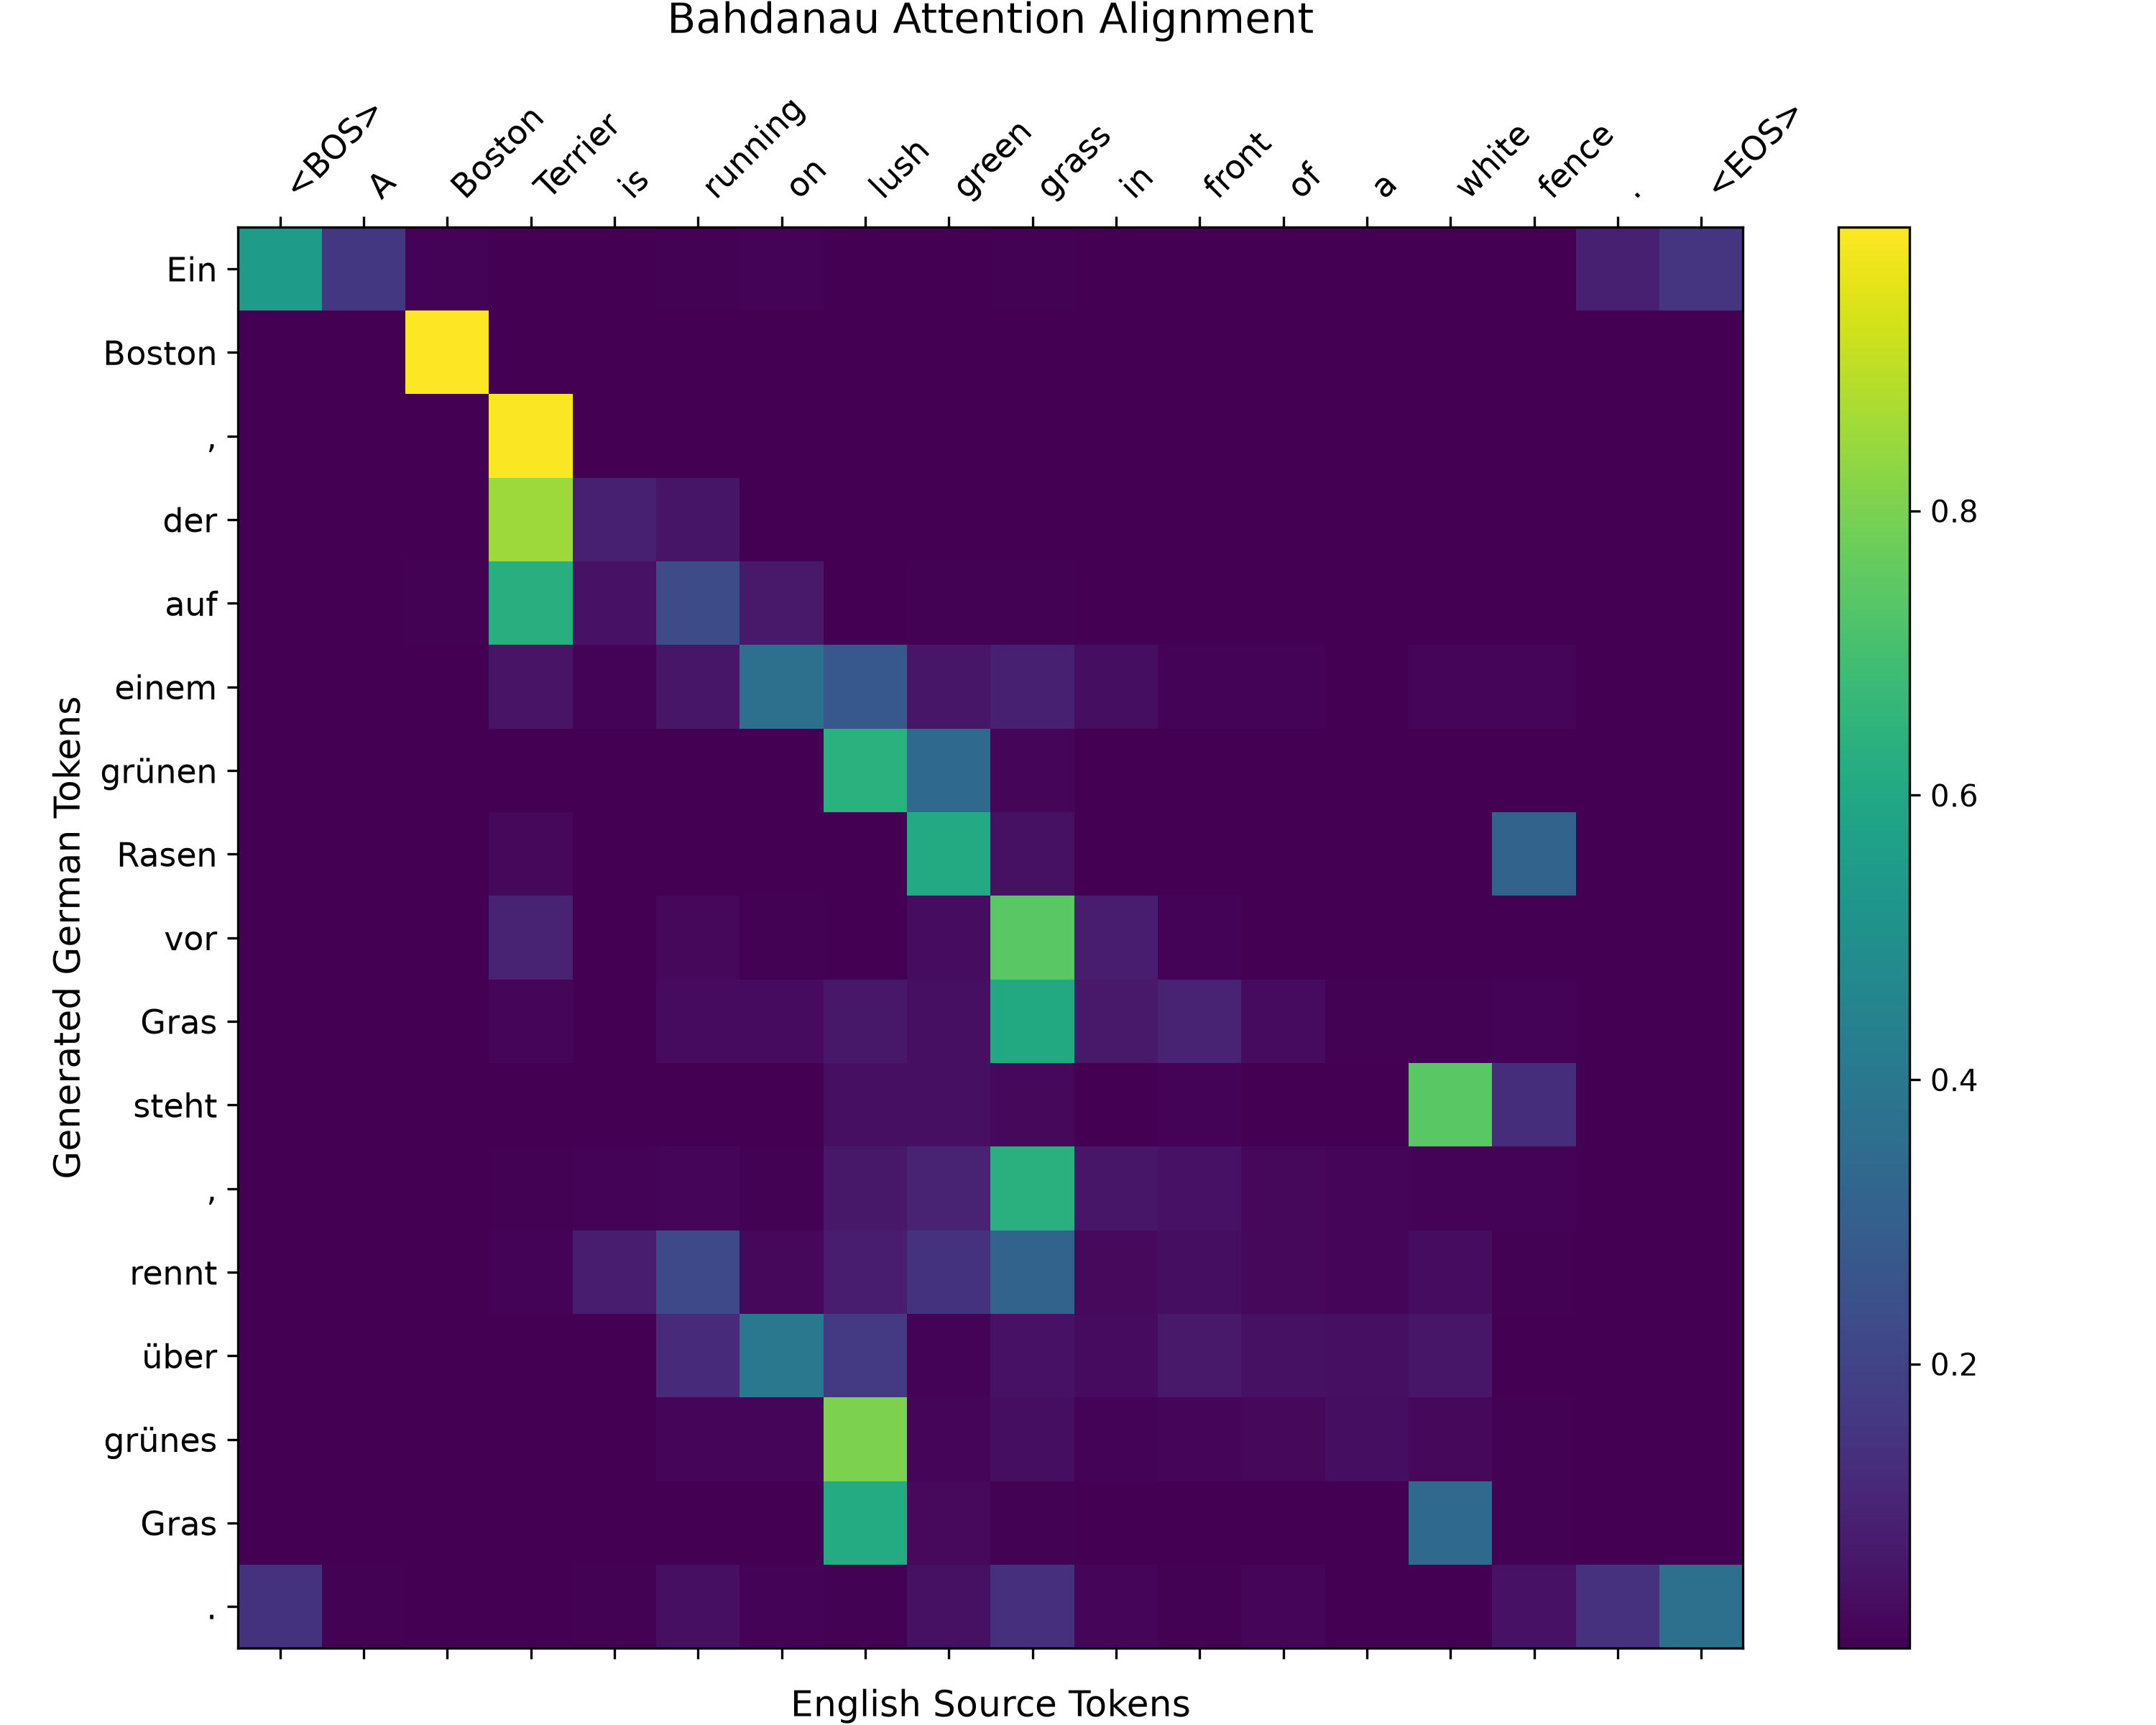 Bahdanau Attention Alignment
<BOS> A Boston Terrier is running on lush green grass in front of a white fence . <EOS>
Ein
Boston
,
der
auf
einem
grünen
Rasen
vor
Gras
steht
,
rennt
über
grünes
Gras
.
Generated German Tokens
English Source Tokens
0.8
0.6
0.4
0.2